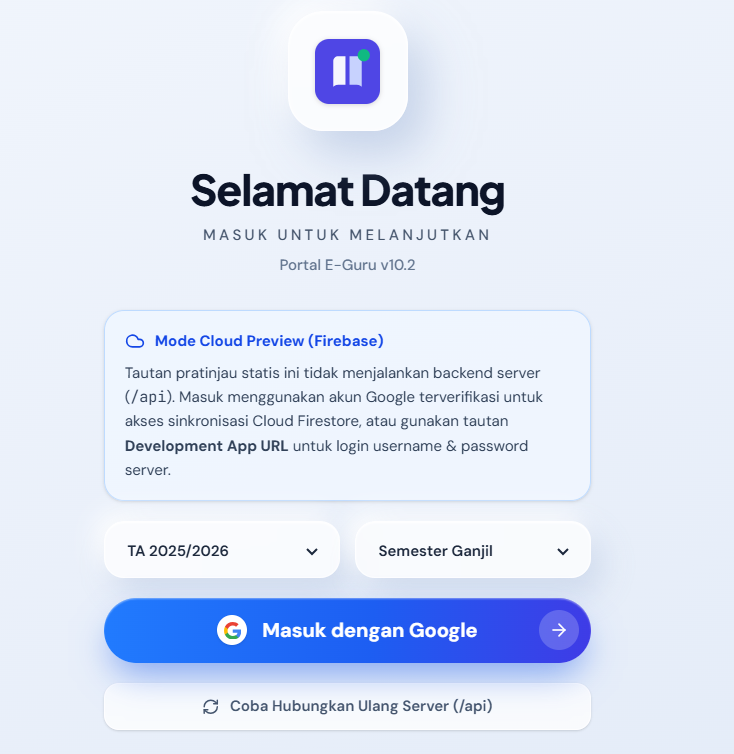 Selamat Datang
MASUK UNTUK MELANJUTKAN
Portal E-Guru v10.2
Mode Cloud Preview (Firebase)
Tautan pratinjau statis ini tidak menjalankan backend server
(/api). Masuk menggunakan akun Google terverifikasi untuk
akses sinkronisasi Cloud Firestore, atau gunakan tautan
Development App URL untuk login username & password
server.
TA 2025/2026
Semester Ganjil
Masuk dengan Google
Coba Hubungkan Ulang Server (/api)